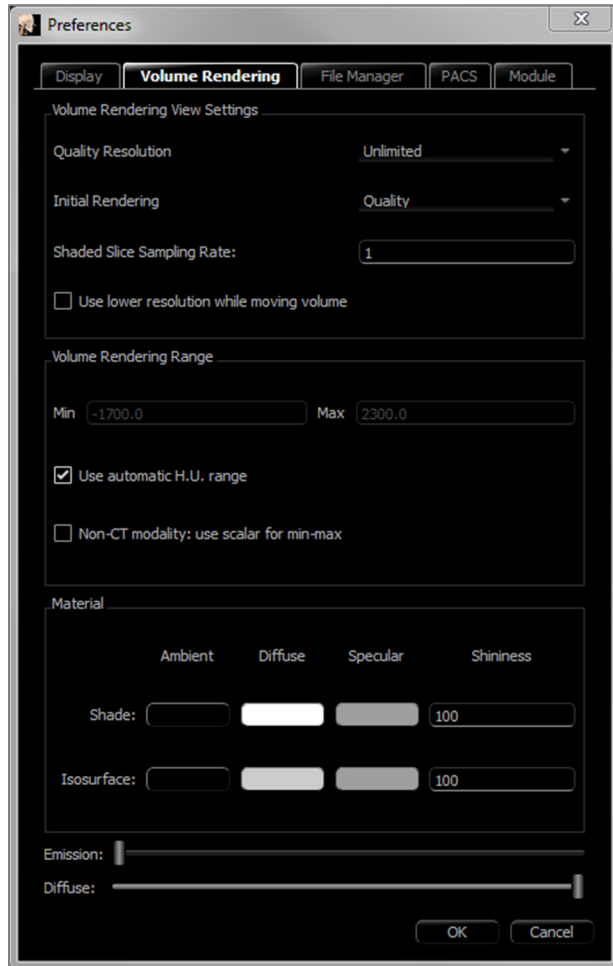 Preferences
Display Volume Rendering File Manager PACS Module
Volume Rendering View Settings
Quality Resolution Unlimited
Initial Rendering Quality
Shaded Slice Sampling Rate: 1
Use lower resolution while moving volume
Volume Rendering Range
Min -1700.0 Max 2300.0
Use automatic H.U. range
Non-CT modality: use scalar for min-max
Material
Ambient Diffuse Specular Shininess
Shade: 100
Isosurface: 100
Emission:
Diffuse:
OK Cancel